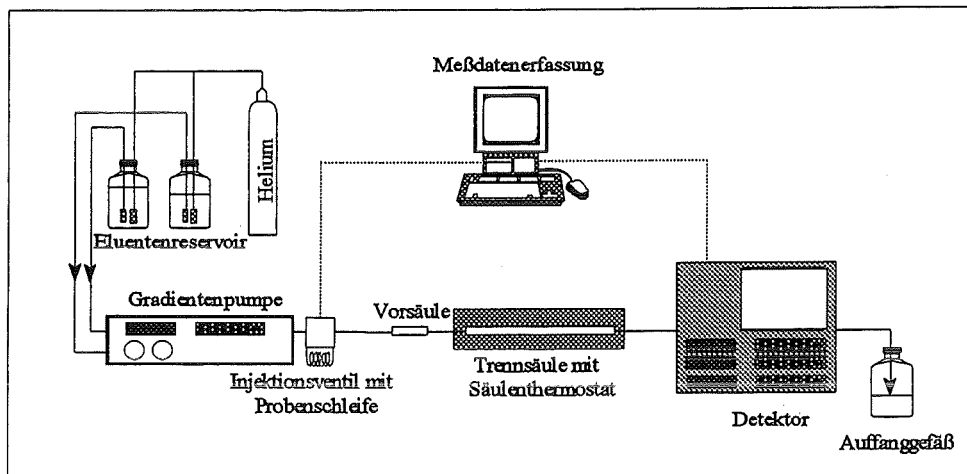 Meßdatenerfassung
Helium
Eluentenreservoir
Gradientenpumpe
Vorsäule
Injektionsventil mit
Probenschleife
Trennsäule mit
Säulenthermostat
Detektor
Auffanggefäß